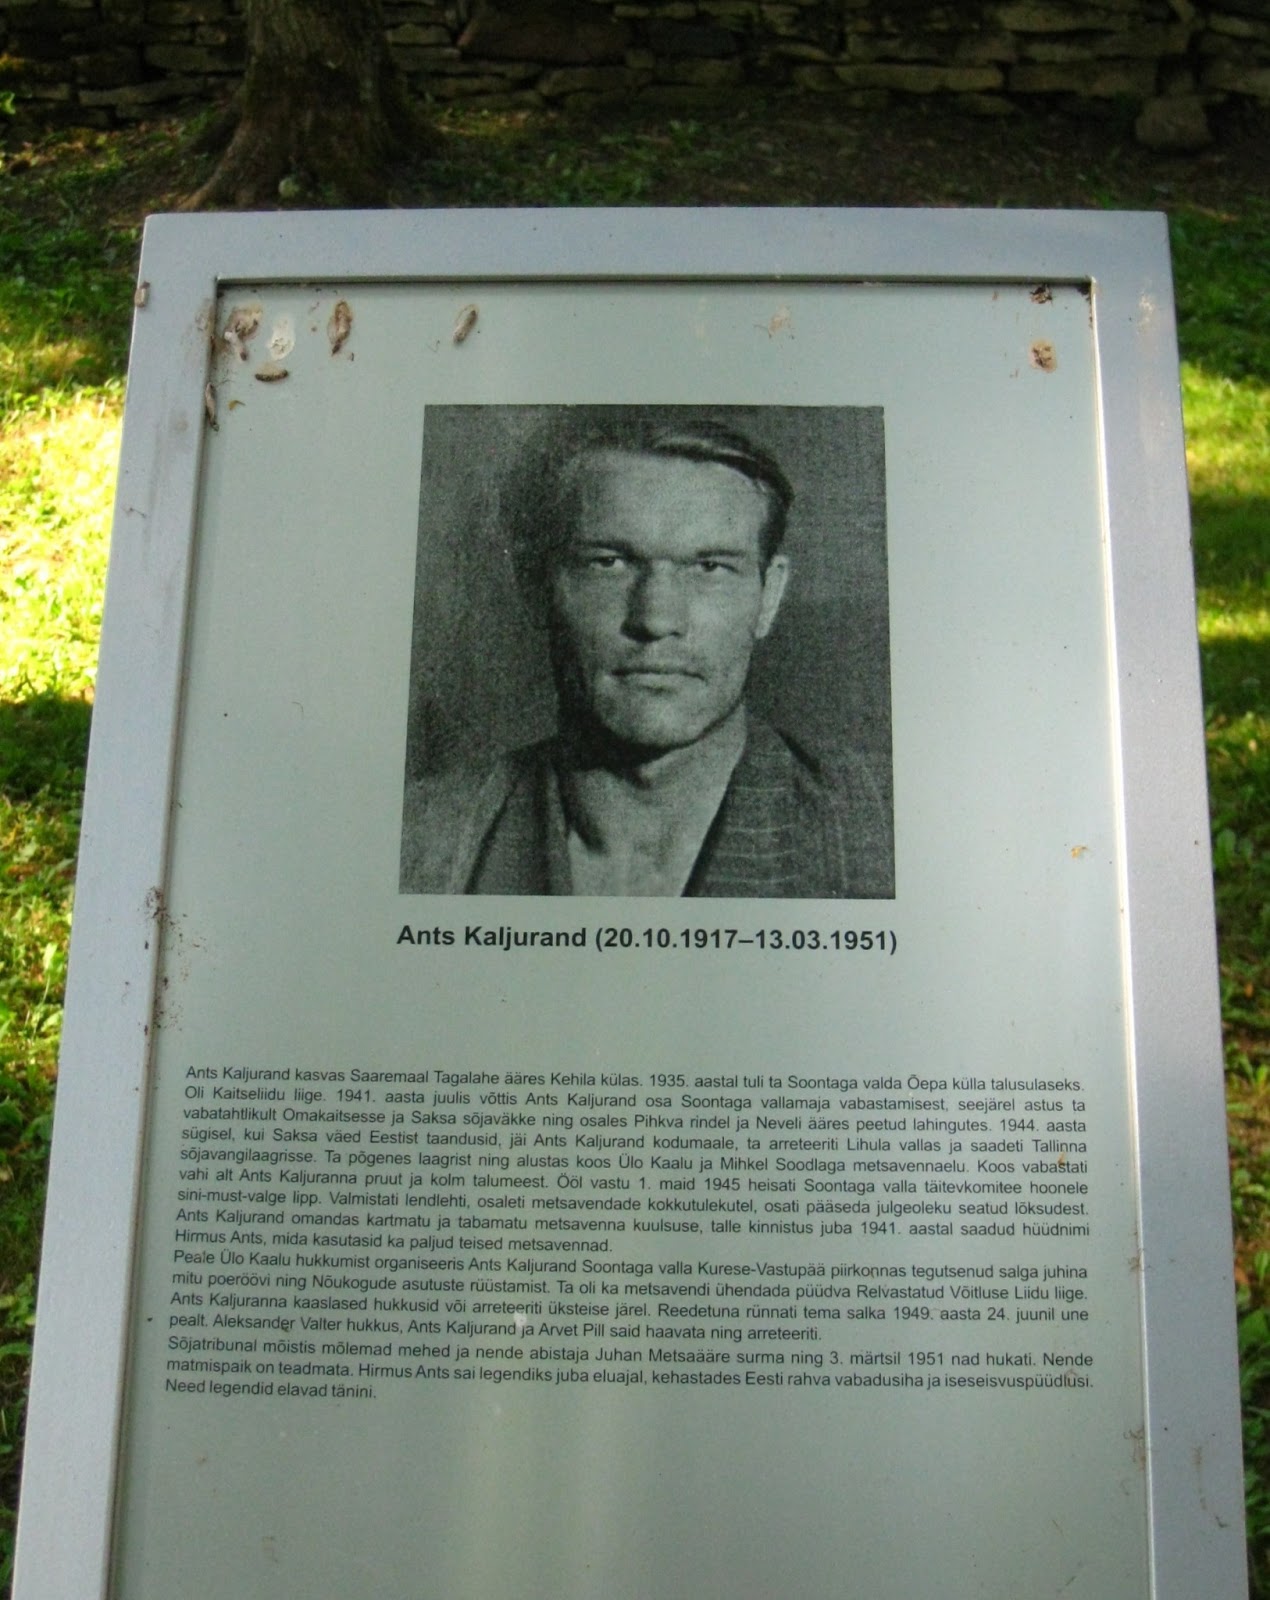 Ants Kaljurand (20.10.1917–13.03.1951)
Ants Kaljurand kasvas Saaremaal Tagalahe ääres Kehila külas. 1935. aastal tuli ta Soontaga valda Õepa külla talusulaseks.
Oli Kaitseliidu liige. 1941. aasta juulis võttis Ants Kaljurand osa Soontaga vallamaja vabastamisest, seejärel astus ta
vabatahtlikult Omakaitsesse ja Saksa sõjaväkke ning osales Pihkva rindel ja Neveli ääres peetud lahingutes. 1944. aasta
sügisel, kui Saksa väed Eestist taandusid, jäi Ants Kaljurand kodumaale, ta arreteeriti Lihula vallas ja saadeti Tallinna
sõjavangilaagrisse. Ta põgenes laagrist ning alustas koos Ülo Kaalu ja Mihkel Soodlaga metsavennaelu. Koos vabastati
vahi alt Ants Kaljuranna pruut ja kolm talumeest. Ööl vastu 1. maid 1945 heisati Soontaga valla täitevkomitee hoonele
sini-must-valge lipp. Valmistati lendlehti, osaleti metsavendade kokkutulekutel, osati pääseda julgeoleku seatud lõksudest.
Ants Kaljurand omandas kartmatu ja tabamatu metsavenna kuulsuse, talle kinnistus juba 1941. aastal saadud hüüdnimi
Hirmus Ants, mida kasutasid ka paljud teised metsavennad.
Peale Ülo Kaalu hukkumist organiseeris Ants Kaljurand Soontaga valla Kurese-Vastupää piirkonnas tegutsenud salga juhina
mitu poeröövi ning Nõukogude asutuste rüüstamist. Ta oli ka metsavendi ühendada püüdva Relvastatud Võitluse Liidu liige.
Ants Kaljuranna kaaslased hukkusid või arreteeriti üksteise järel. Reedetuna rünnati tema salka 1949. aasta 24. juunil une
pealt. Aleksander Valter hukkus, Ants Kaljurand ja Arvet Pill said haavata ning arreteeriti.
Sõjatribunal mõistis mõlemad mehed ja nende abistaja Juhan Metsaääre surma ning 3. märtsil 1951 nad hukati. Nende
matmispaik on teadmata. Hirmus Ants sai legendiks juba eluajal, kehastades Eesti rahva vabadusiha ja iseseisvuspüüdlusi.
Need legendid elavad tänini.